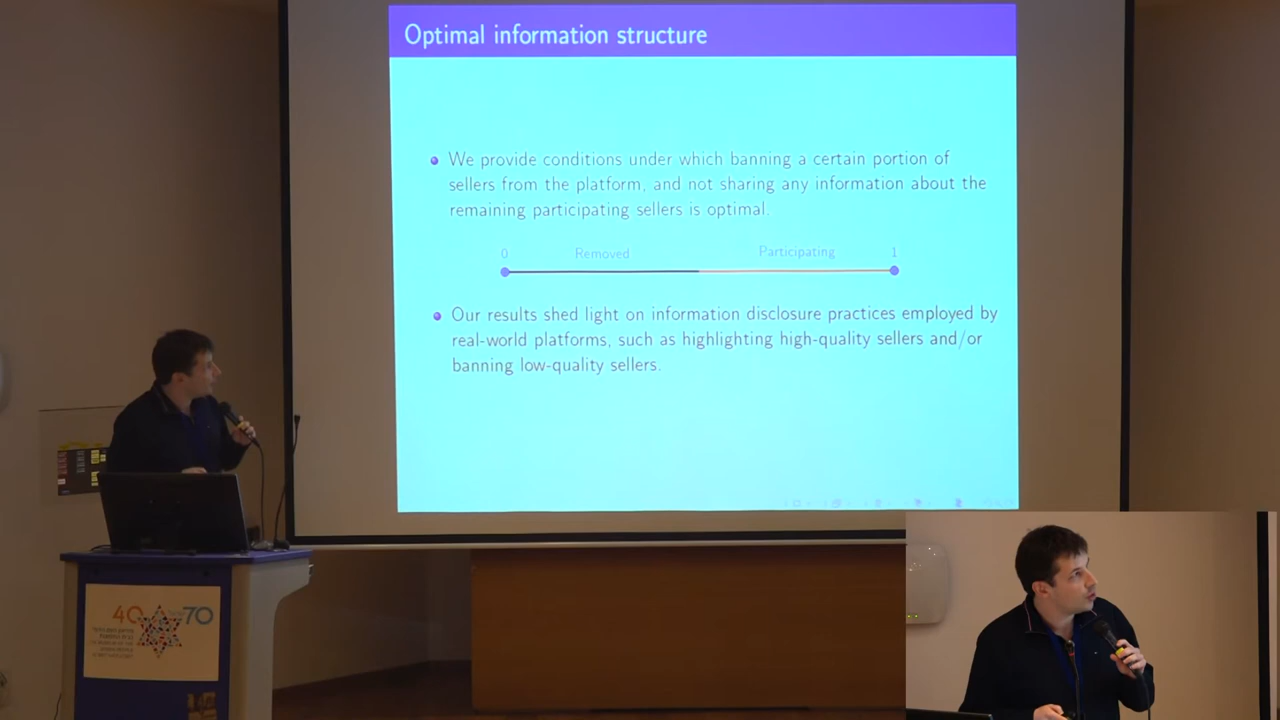 Optimal information structure
We provide conditions under which banning a certain portion of
sellers from the platform, and not sharing any information about the
remaining participating sellers is optimal.
0 Removed Participating 1
Our results shed light on information disclosure practices employed by
real-world platforms, such as highlighting high-quality sellers and/or
banning low-quality sellers.
40 70